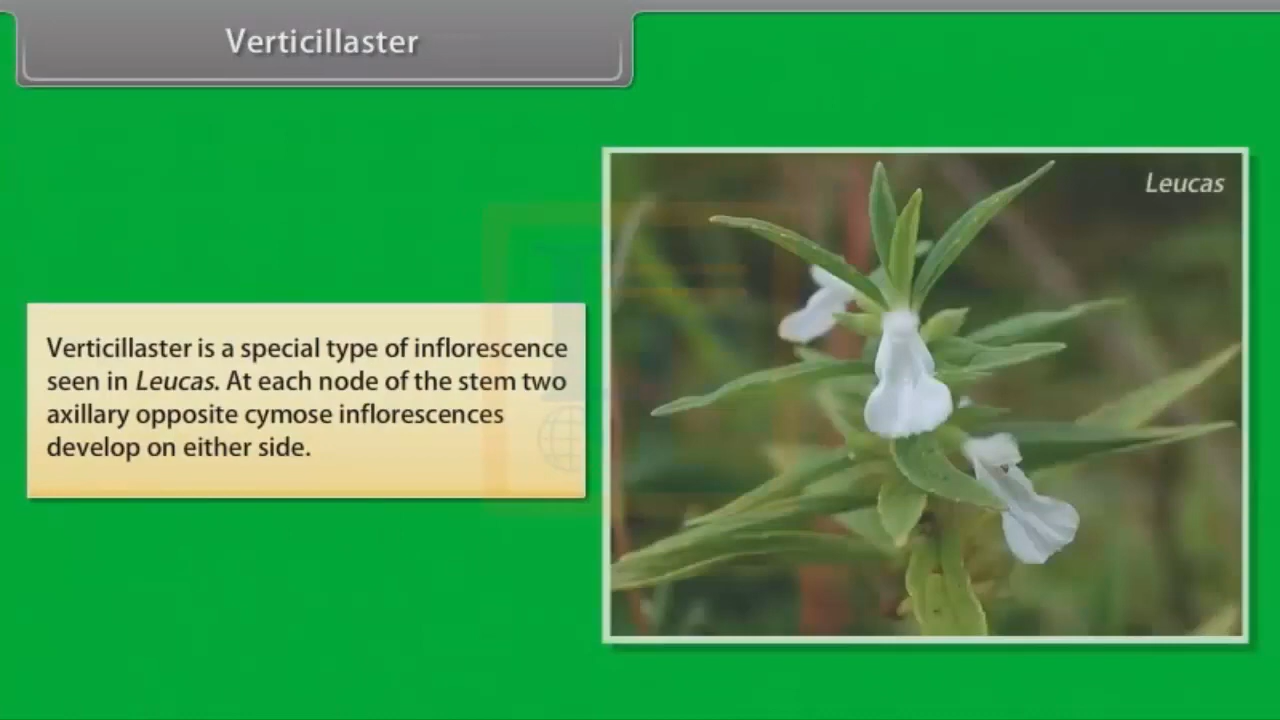 Verticillaster
Leucas
Verticillaster is a special type of inflorescence
seen in Leucas. At each node of the stem two
axillary opposite cymose inflorescences
develop on either side.